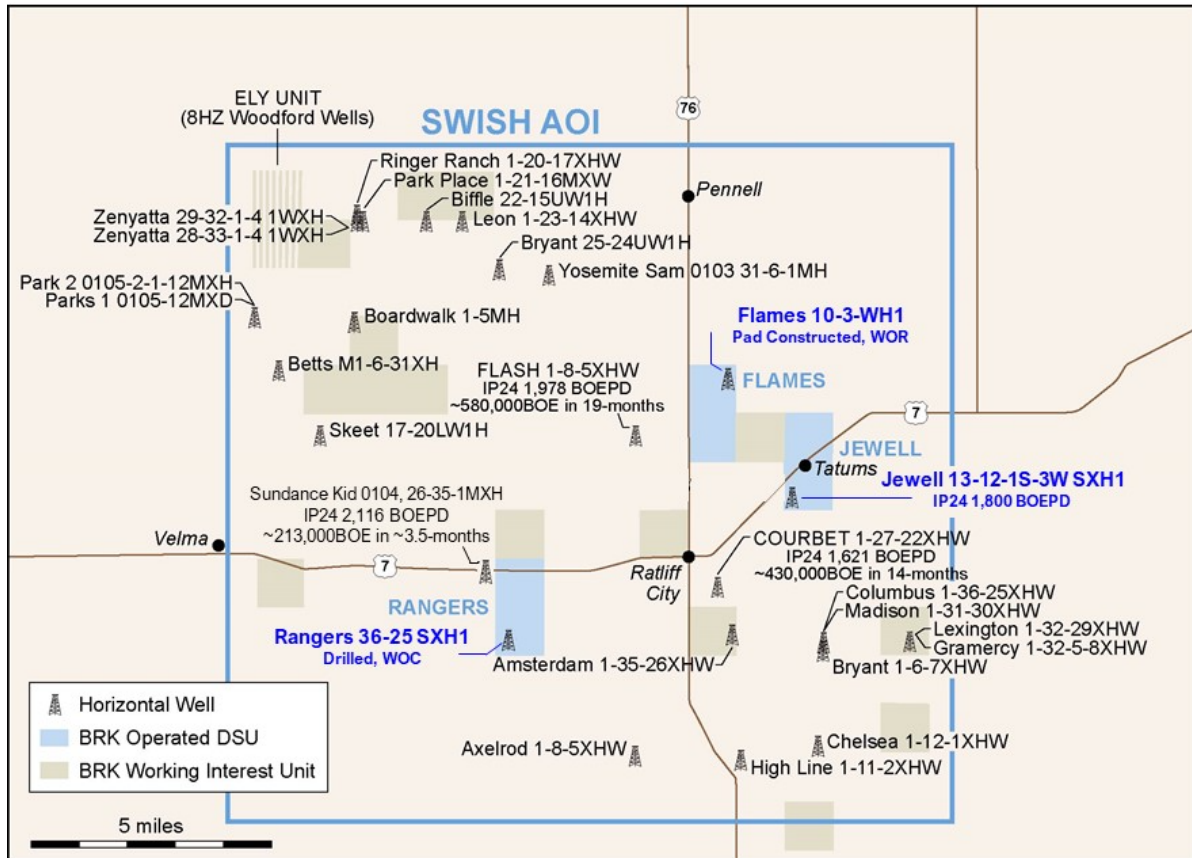 ELY UNIT
(8HZ Woodford Wells)
SWISH AOI
76
Ringer Ranch 1-20-17XHW
Park Place 1-21-16MXW
Biffle 22-15UW1H
Leon 1-23-14XHW
Pennell
Zenyatta 29-32-1-4 1WXH
Zenyatta 28-33-1-4 1WXH
Bryant 25-24UW1H
Yosemite Sam 0103 31-6-1MH
Park 2 0105-2-1-12MXH
Parks 1 0105-12MXD
Boardwalk 1-5MH
Flames 10-3-WH1
Pad Constructed, WOR
Betts M1-6-31XH
FLASH 1-8-5XHW
IP24 1,978 BOEPD
~580,000BOE in 19-months
FLAMES
7
Skeet 17-20LW1H
JEWELL
Tatums
Jewell 13-12-1S-3W SXH1
IP24 1,800 BOEPD
Sundance Kid 0104, 26-35-1MXH
IP24 2,116 BOEPD
~213,000BOE in ~3.5-months
Velma
7
Ratliff
City
COURBET 1-27-22XHW
IP24 1,621 BOEPD
~430,000BOE in 14-months
Columbus 1-36-25XHW
Madison 1-31-30XHW
Lexington 1-32-29XHW
Gramercy 1-32-5-8XHW
Bryant 1-6-7XHW
RANGERS
Rangers 36-25 SXH1
Drilled, WOC
Amsterdam 1-35-26XHW
Horizontal Well
BRK Operated DSU
BRK Working Interest Unit
Axelrod 1-8-5XHW
Chelsea 1-12-1XHW
High Line 1-11-2XHW
5 miles